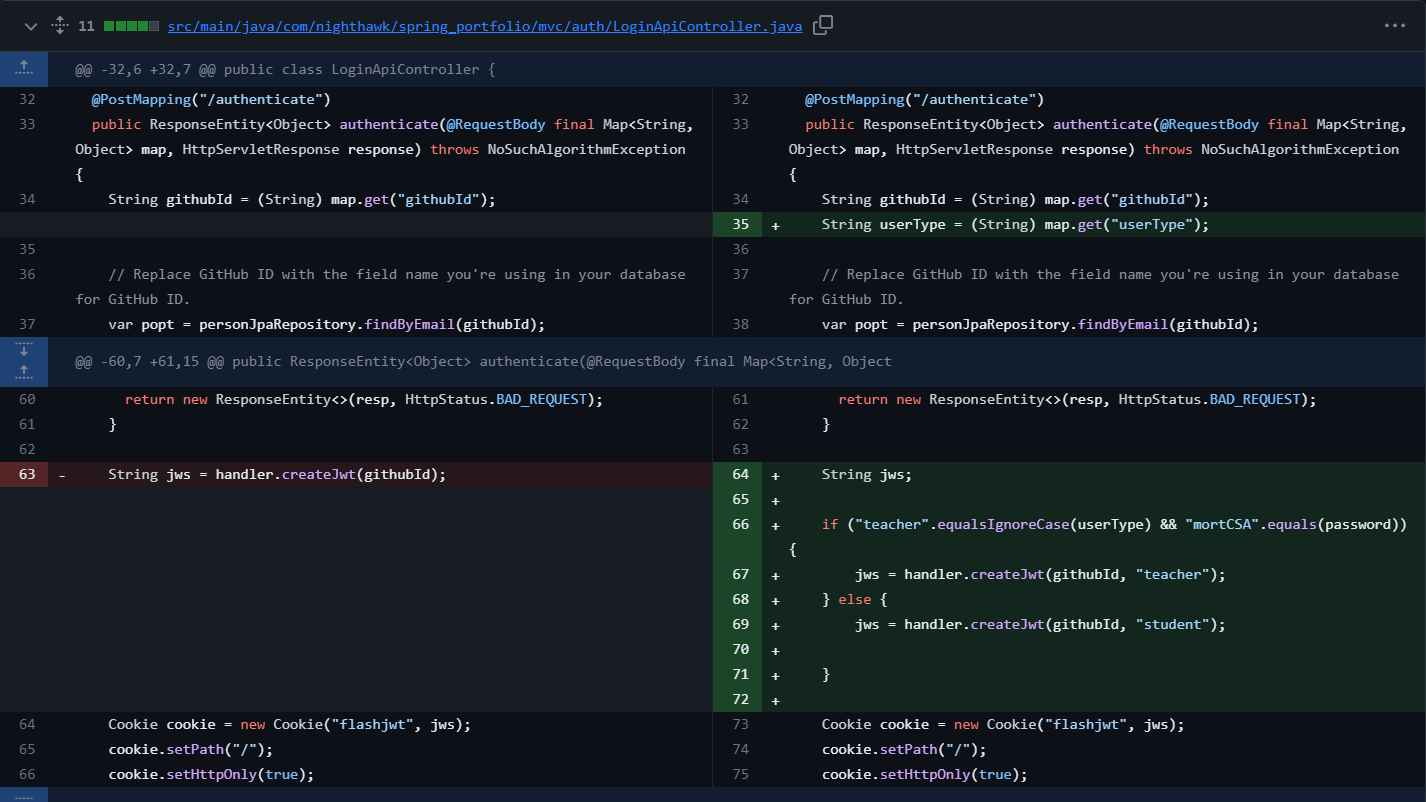 11 src/main/java/com/nighthawk/spring_portfolio/mvc/auth/LoginApiController.java
@@ -32,6 +32,7 @@ public class LoginApiController {
32 @PostMapping("/authenticate")
33 public ResponseEntity<Object> authenticate(@RequestBody final Map<String,
Object> map, HttpServletResponse response) throws NoSuchAlgorithmException
{
34 String githubId = (String) map.get("githubId");
35
36 // Replace GitHub ID with the field name you're using in your database
for GitHub ID.
37 var popt = personJpaRepository.findByEmail(githubId);
32 @PostMapping("/authenticate")
33 public ResponseEntity<Object> authenticate(@RequestBody final Map<String,
Object> map, HttpServletResponse response) throws NoSuchAlgorithmException
{
34 String githubId = (String) map.get("githubId");
35 + String userType = (String) map.get("userType");
36
37 // Replace GitHub ID with the field name you're using in your database
for GitHub ID.
38 var popt = personJpaRepository.findByEmail(githubId);
@@ -60,7 +61,15 @@ public ResponseEntity<Object> authenticate(@RequestBody final Map<String, Object
60 return new ResponseEntity<>(resp, HttpStatus.BAD_REQUEST);
61 }
62
63 - String jws = handler.createJwt(githubId);
64 Cookie cookie = new Cookie("flashjwt", jws);
65 cookie.setPath("/");
66 cookie.setHttpOnly(true);
61 return new ResponseEntity<>(resp, HttpStatus.BAD_REQUEST);
62 }
63
64 + String jws;
65 +
66 + if ("teacher".equalsIgnoreCase(userType) && "mortCSA".equals(password))
{
67 + jws = handler.createJwt(githubId, "teacher");
68 + } else {
69 + jws = handler.createJwt(githubId, "student");
70 +
71 + }
72 +
73 Cookie cookie = new Cookie("flashjwt", jws);
74 cookie.setPath("/");
75 cookie.setHttpOnly(true);